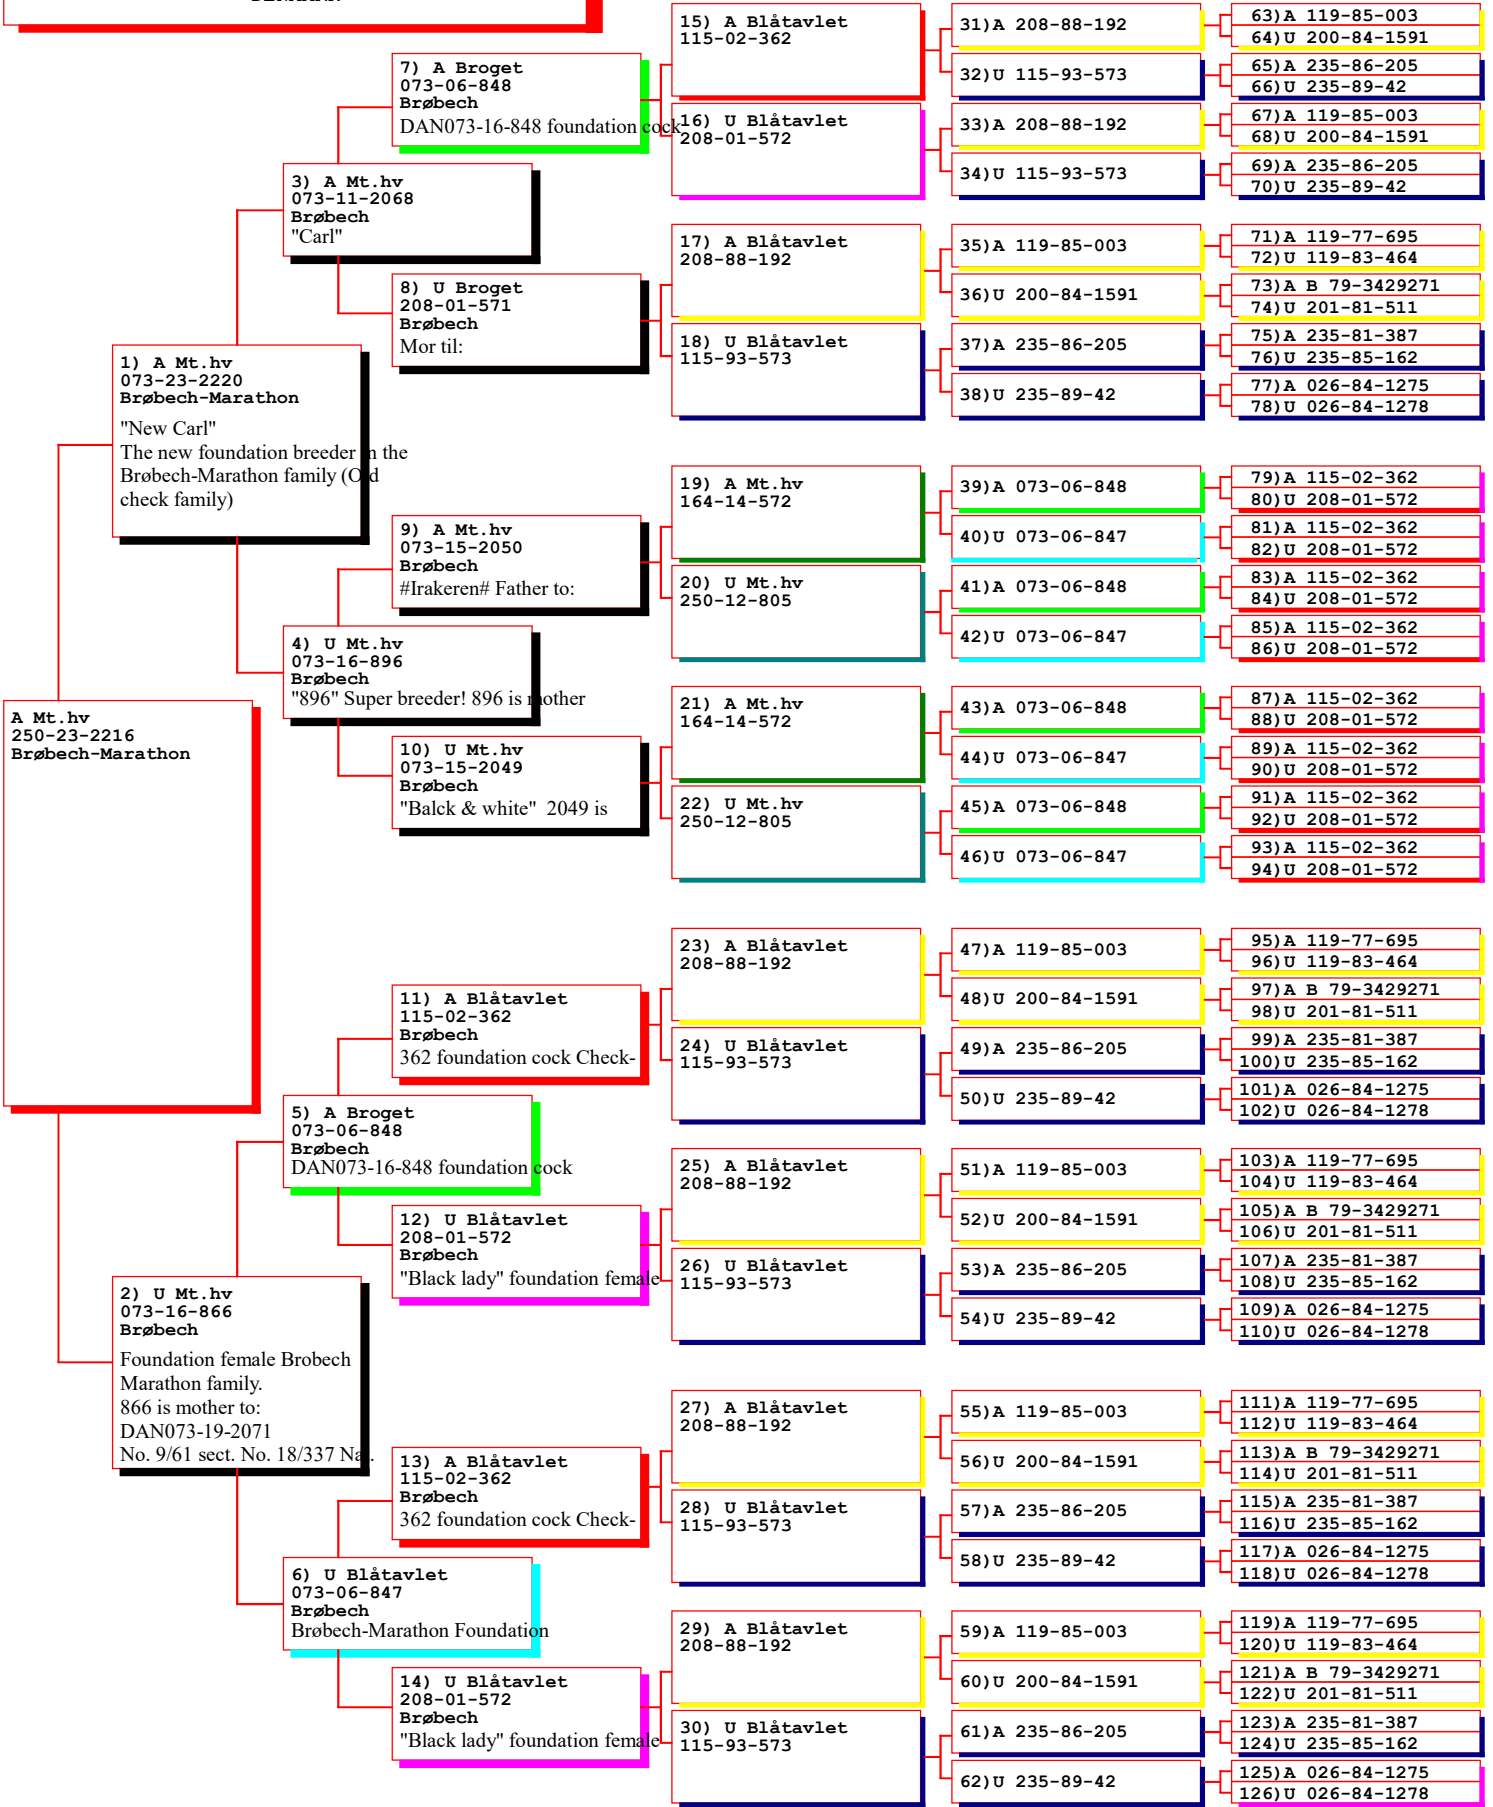 A Mt.hv
250-23-2216
Brøbech-Marathon
1) A Mt.hv
073-23-2220
Brøbech-Marathon
"New Carl"
The new foundation breeder in the
Brøbech-Marathon family (Old
check family)
2) U Mt.hv
073-16-866
Brøbech
Foundation female Brobech
Marathon family.
866 is mother to:
DAN073-19-2071
No. 9/61 sect. No. 18/337 Nat.
3) A Mt.hv
073-11-2068
Brøbech
"Carl"
4) U Mt.hv
073-16-896
Brøbech
"896" Super breeder! 896 is mother
5) A Broget
073-06-848
Brøbech
DAN073-16-848 foundation cock
6) U Blåtavlet
073-06-847
Brøbech
Brøbech-Marathon Foundation
7) A Broget
073-06-848
Brøbech
DAN073-16-848 foundation cock
8) U Broget
208-01-571
Brøbech
Mor til:
9) A Mt.hv
073-15-2050
Brøbech
#Irakeren# Father to:
10) U Mt.hv
073-15-2049
Brøbech
"Balck & white"  2049 is
11) A Blåtavlet
115-02-362
Brøbech
362 foundation cock Check-
12) U Blåtavlet
208-01-572
Brøbech
"Black lady" foundation female
13) A Blåtavlet
115-02-362
Brøbech
362 foundation cock Check-
14) U Blåtavlet
208-01-572
Brøbech
"Black lady" foundation female
15) A Blåtavlet
115-02-362
16) U Blåtavlet
208-01-572
17) A Blåtavlet
208-88-192
18) U Blåtavlet
115-93-573
19) A Mt.hv
164-14-572
20) U Mt.hv
250-12-805
21) A Mt.hv
164-14-572
22) U Mt.hv
250-12-805
23) A Blåtavlet
208-88-192
24) U Blåtavlet
115-93-573
25) A Blåtavlet
208-88-192
26) U Blåtavlet
115-93-573
27) A Blåtavlet
208-88-192
28) U Blåtavlet
115-93-573
29) A Blåtavlet
208-88-192
30) U Blåtavlet
115-93-573
31)A 208-88-192
32)U 115-93-573
33)A 208-88-192
34)U 115-93-573
35)A 119-85-003
36)U 200-84-1591
37)A 235-86-205
38)U 235-89-42
39)A 073-06-848
40)U 073-06-847
41)A 073-06-848
42)U 073-06-847
43)A 073-06-848
44)U 073-06-847
45)A 073-06-848
46)U 073-06-847
47)A 119-85-003
48)U 200-84-1591
49)A 235-86-205
50)U 235-89-42
51)A 119-85-003
52)U 200-84-1591
53)A 235-86-205
54)U 235-89-42
55)A 119-85-003
56)U 200-84-1591
57)A 235-86-205
58)U 235-89-42
59)A 119-85-003
60)U 200-84-1591
61)A 235-86-205
62)U 235-89-42
63)A 119-85-003
64)U 200-84-1591
65)A 235-86-205
66)U 235-89-42
67)A 119-85-003
68)U 200-84-1591
69)A 235-86-205
70)U 235-89-42
71)A 119-77-695
72)U 119-83-464
73)A B 79-3429271
74)U 201-81-511
75)A 235-81-387
76)U 235-85-162
77)A 026-84-1275
78)U 026-84-1278
79)A 115-02-362
80)U 208-01-572
81)A 115-02-362
82)U 208-01-572
83)A 115-02-362
84)U 208-01-572
85)A 115-02-362
86)U 208-01-572
87)A 115-02-362
88)U 208-01-572
89)A 115-02-362
90)U 208-01-572
91)A 115-02-362
92)U 208-01-572
93)A 115-02-362
94)U 208-01-572
95)A 119-77-695
96)U 119-83-464
97)A B 79-3429271
98)U 201-81-511
99)A 235-81-387
100)U 235-85-162
101)A 026-84-1275
102)U 026-84-1278
103)A 119-77-695
104)U 119-83-464
105)A B 79-3429271
106)U 201-81-511
107)A 235-81-387
108)U 235-85-162
109)A 026-84-1275
110)U 026-84-1278
111)A 119-77-695
112)U 119-83-464
113)A B 79-3429271
114)U 201-81-511
115)A 235-81-387
116)U 235-85-162
117)A 026-84-1275
118)U 026-84-1278
119)A 119-77-695
120)U 119-83-464
121)A B 79-3429271
122)U 201-81-511
123)A 235-81-387
124)U 235-85-162
125)A 026-84-1275
126)U 026-84-1278